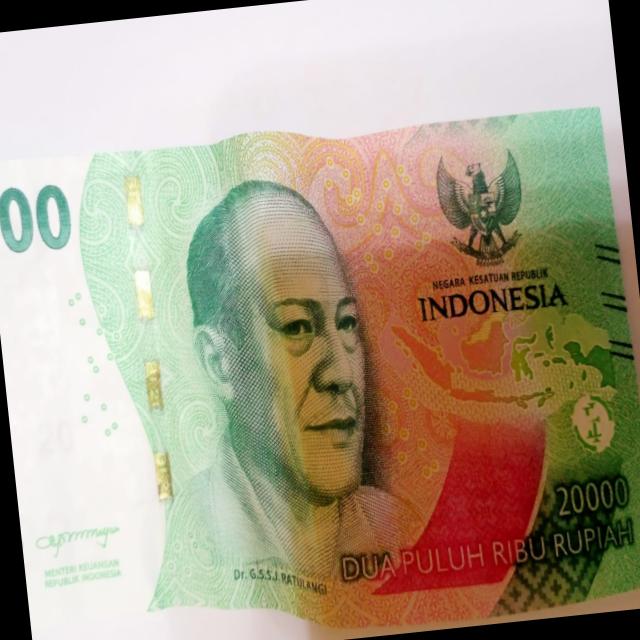 00
NEGARA KESATUAN REPUBLIK
INDONESIA
20000
DUA PULUH RIBU RUPIAH
Dr. G.S.S.J. RATULANGI
MENTERI KEUANGAN
REPUBLIK INDONESIA